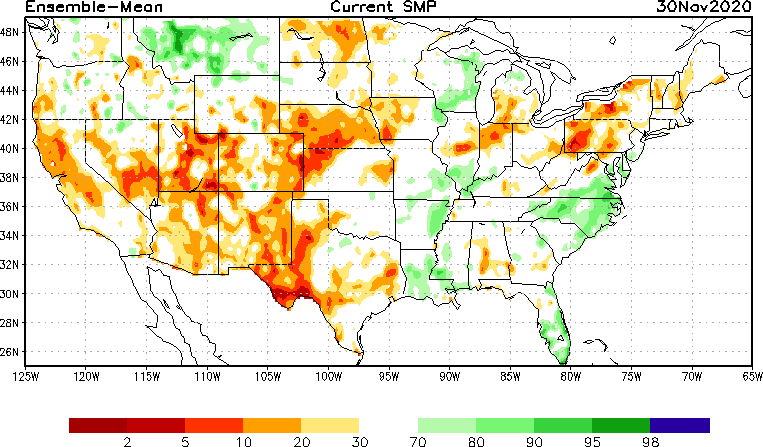 Ensemble-Mean Current SMP 30Nov2020
48N
46N
44N
42N
40N
38N
36N
34N
32N
30N
28N
26N
125W 120W 115W 110W 105W 100W 95W 90W 85W 80W 75W 70W 65W
2 5 10 20 30 70 80 90 95 98